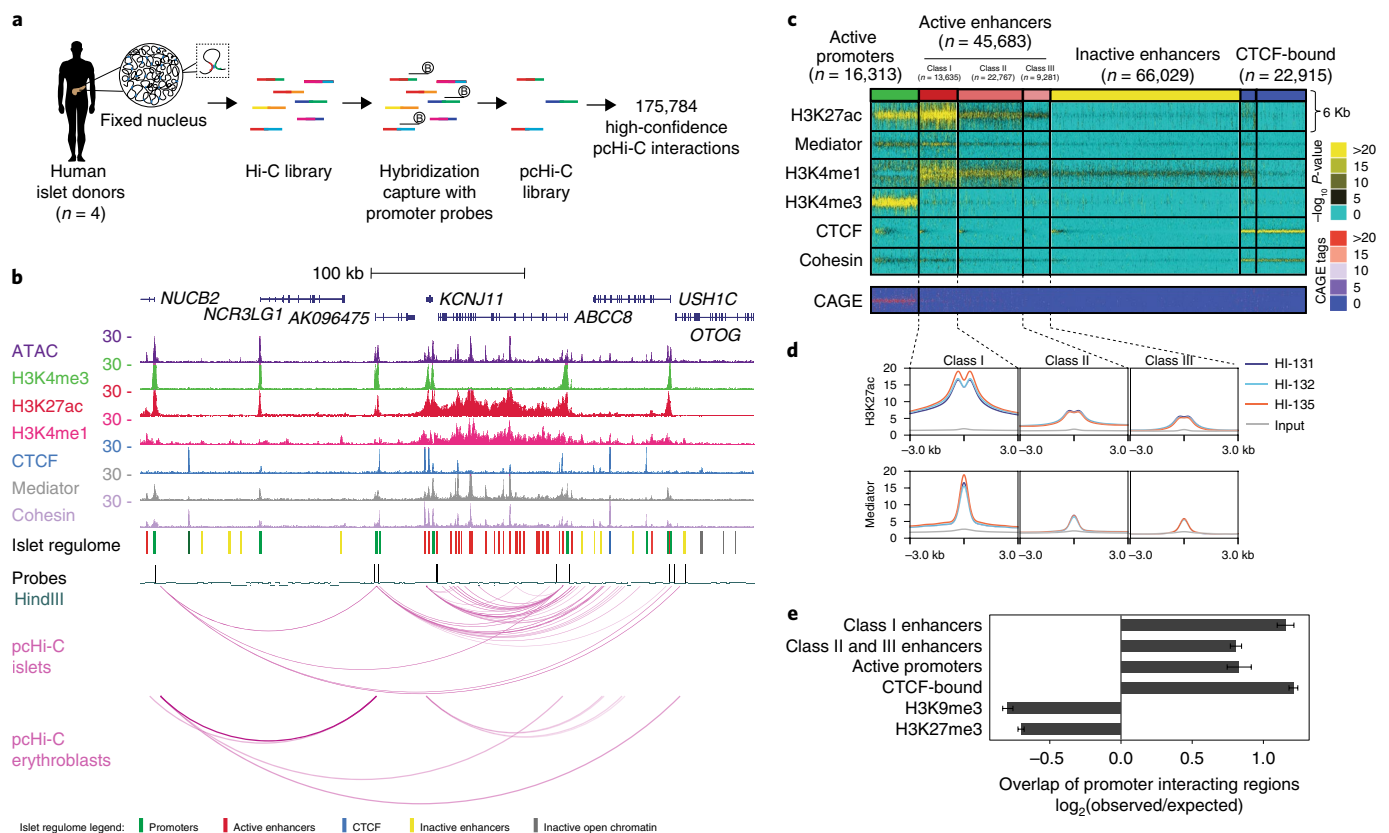 a
Human
islet donors
(n = 4)
Fixed nucleus
Hi-C library
B
B
B
Hybridization
capture with
promoter probes
pcHi-C
library
175,784
high-confidence
pcHi-C interactions
b
100 kb
NUCB2
KCNJ11
USH1C
NCR3LG1
AK096475
ABCC8
OTOG
ATAC
30 -
H3K4me3
30 -
H3K27ac
30 -
H3K4me1
30 -
CTCF
30 -
Mediator
30 -
Cohesin
30 -
Islet regulome
Probes
HindIII
pcHi-C
islets
pcHi-C
erythroblasts
Islet regulome legend:
Promoters
Active enhancers
CTCF
Inactive enhancers
Inactive open chromatin
c
Active
promoters
(n = 16,313)
Active enhancers
(n = 45,683)
Class I
(n = 13,635)
Class II
(n = 22,767)
Class III
(n = 9,281)
Inactive enhancers
(n = 66,029)
CTCF-bound
(n = 22,915)
H3K27ac
Mediator
H3K4me1
H3K4me3
CTCF
Cohesin
CAGE
6 Kb
–log10 P-value
>20
15
10
5
0
CAGE tags
>20
15
10
5
0
d
Class I
Class II
Class III
H3K27ac
20
15
10
5
0
–3.0 kb
3.0
–3.0
3.0
–3.0
3.0 kb
HI-131
HI-132
HI-135
Input
Mediator
20
15
10
5
0
–3.0 kb
3.0
–3.0
3.0
–3.0
3.0 kb
e
Class I enhancers
Class II and III enhancers
Active promoters
CTCF-bound
H3K9me3
H3K27me3
–0.5
0.0
0.5
1.0
Overlap of promoter interacting regions
log2(observed/expected)